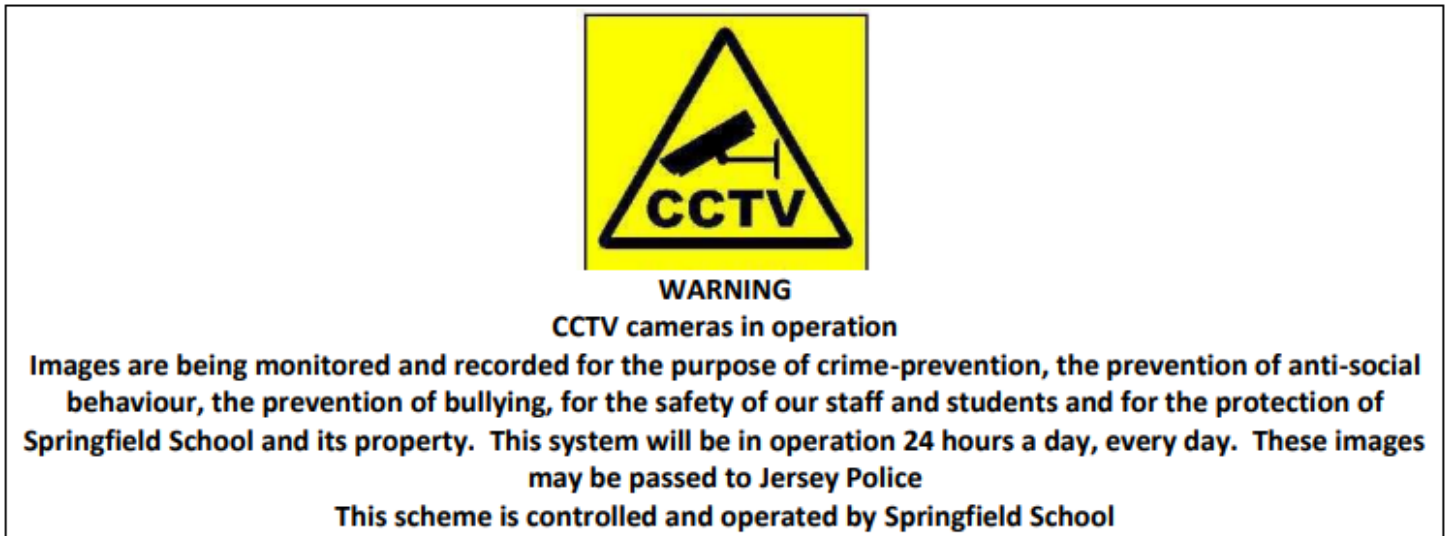 CCTV
WARNING
CCTV cameras in operation
Images are being monitored and recorded for the purpose of crime-prevention, the prevention of anti-social
behaviour, the prevention of bullying, for the safety of our staff and students and for the protection of
Springfield School and its property.  This system will be in operation 24 hours a day, every day.  These images
may be passed to Jersey Police
This scheme is controlled and operated by Springfield School